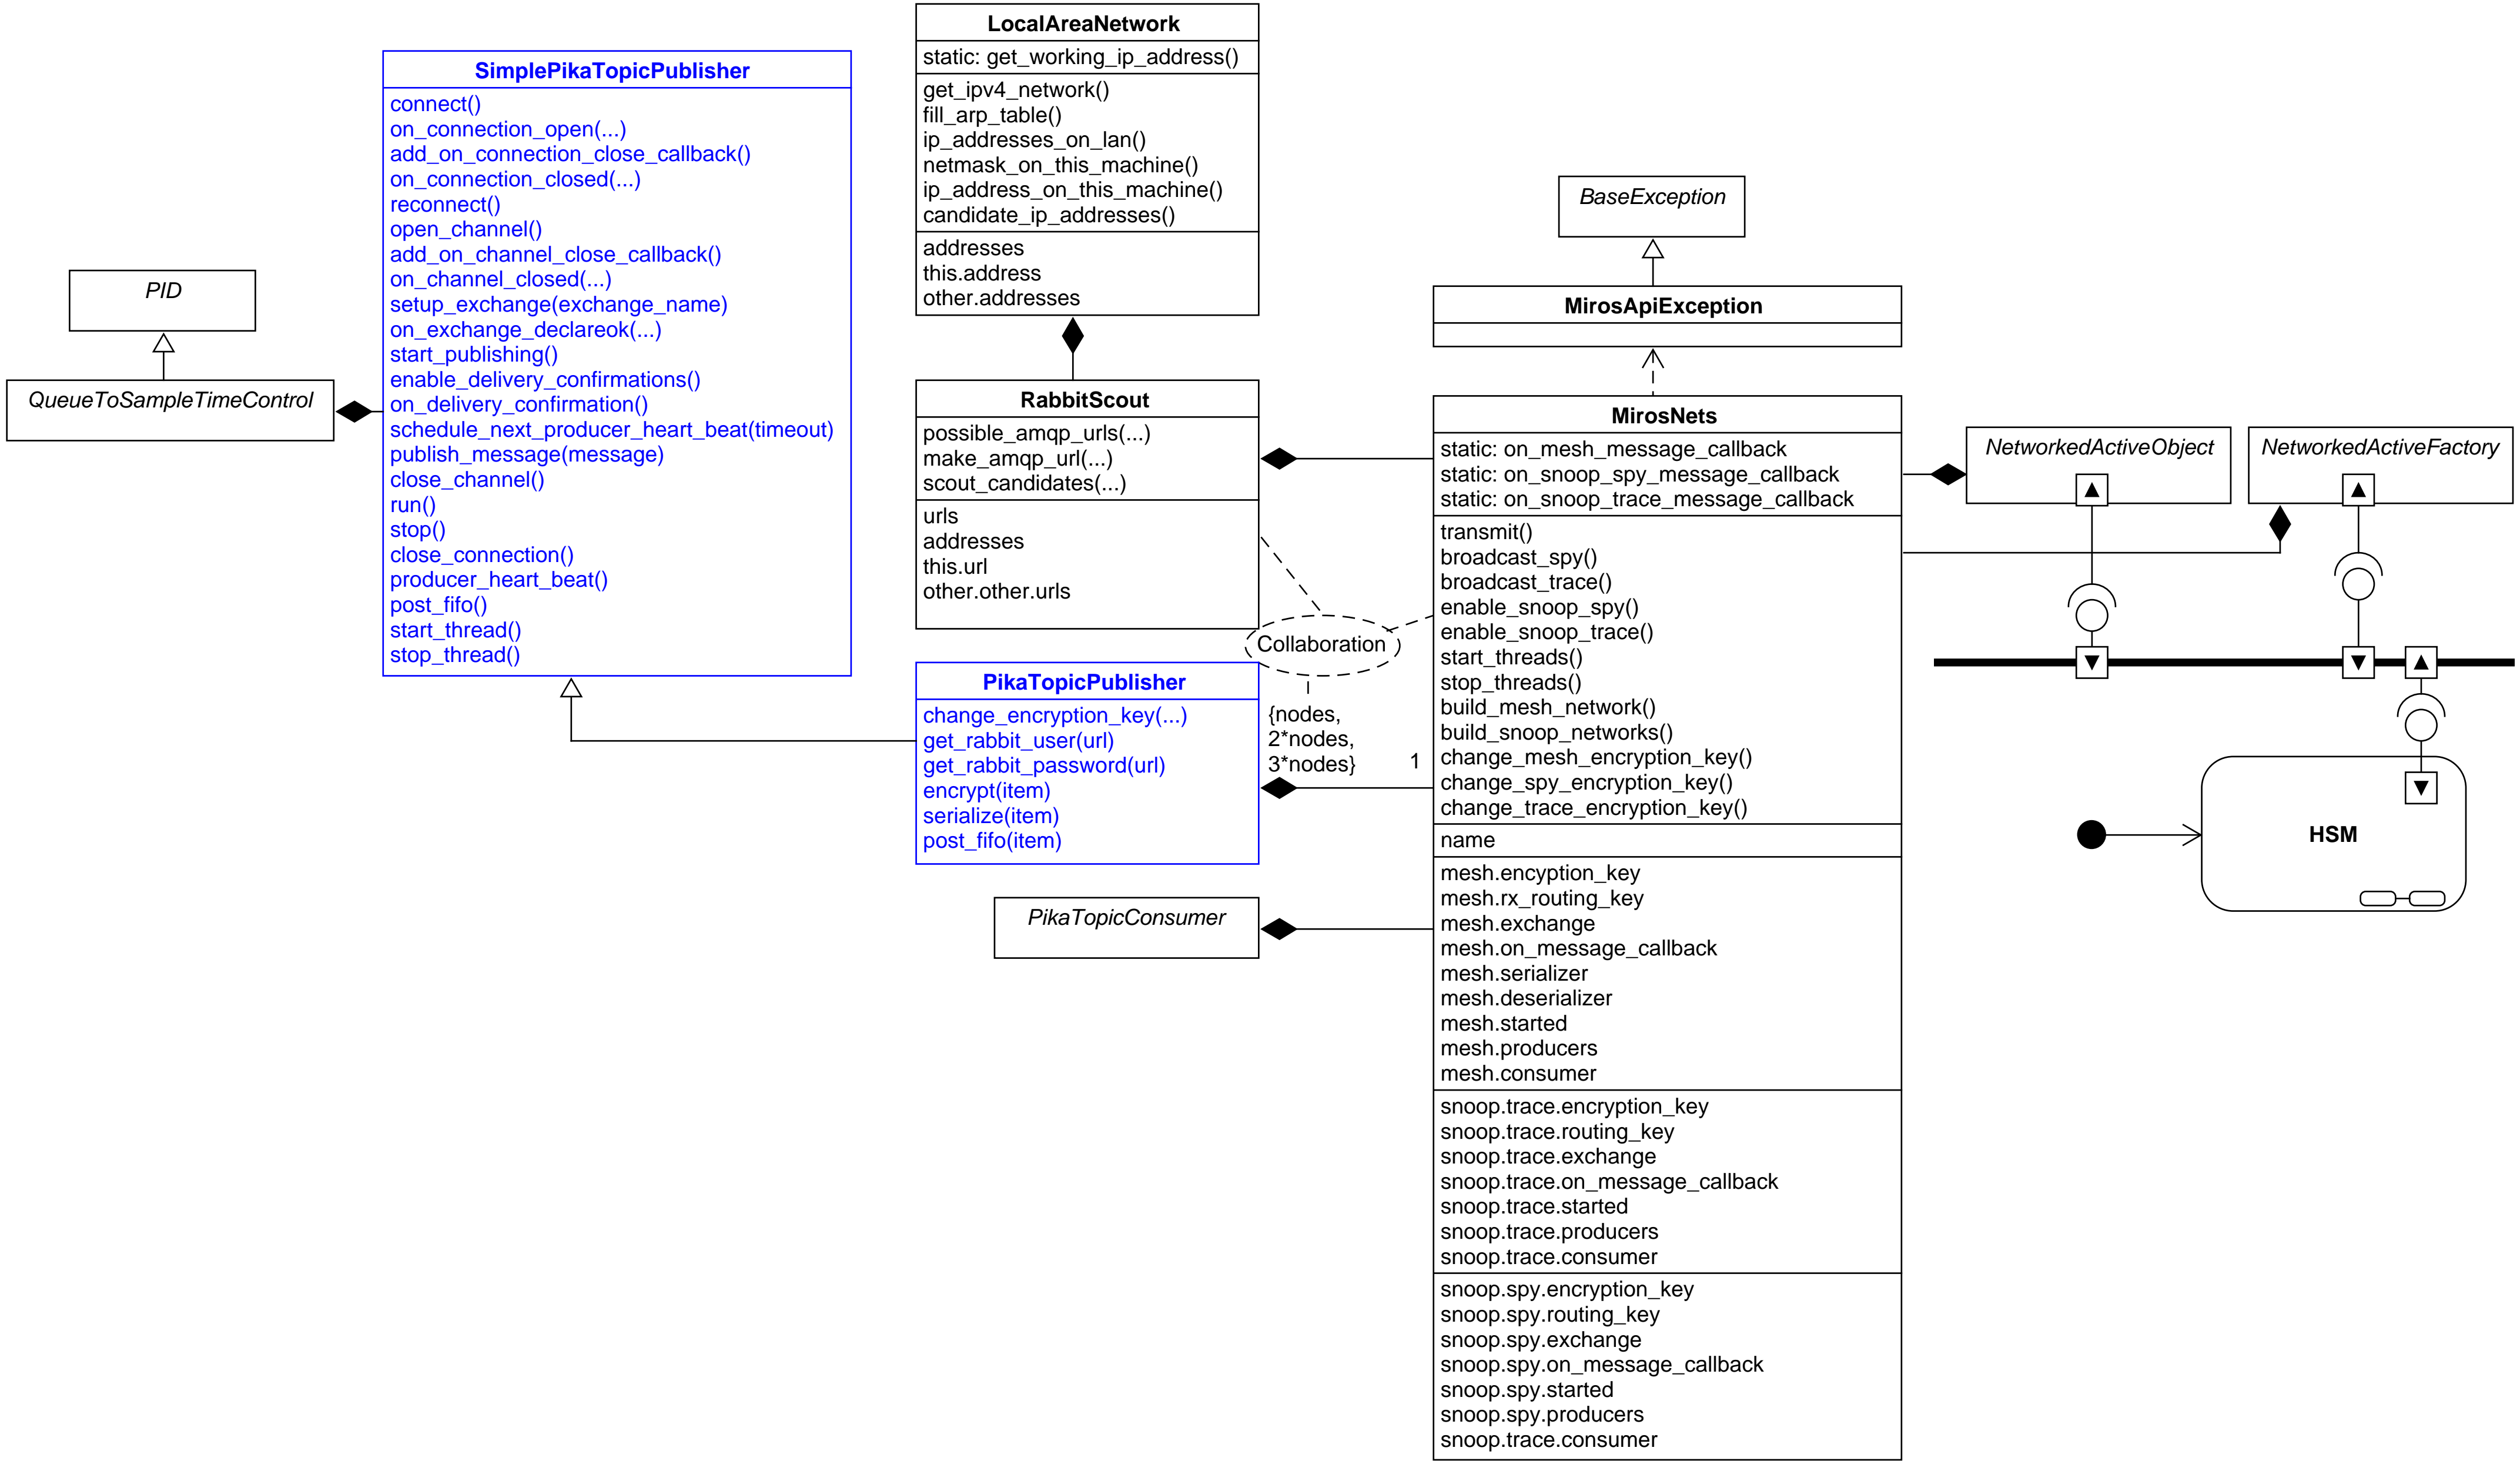 PID
QueueToSampleTimeControl
SimplePikaTopicPublisher
connect()
on_connection_open(...)
add_on_connection_close_callback()
on_connection_closed(...)
reconnect()
open_channel()
add_on_channel_close_callback()
on_channel_closed(...)
setup_exchange(exchange_name)
on_exchange_declareok(...)
start_publishing()
enable_delivery_confirmations()
on_delivery_confirmation()
schedule_next_producer_heart_beat(timeout)
publish_message(message)
close_channel()
run()
stop()
close_connection()
producer_heart_beat()
post_fifo()
start_thread()
stop_thread()
LocalAreaNetwork
static: get_working_ip_address()
get_ipv4_network()
fill_arp_table()
ip_addresses_on_lan()
netmask_on_this_machine()
ip_address_on_this_machine()
candidate_ip_addresses()
addresses
this.address
other.addresses
RabbitScout
possible_amqp_urls(...)
make_amqp_url(...)
scout_candidates(...)
urls
addresses
this.url
other.other.urls
Collaboration
PikaTopicPublisher
change_encryption_key(...)
get_rabbit_user(url)
get_rabbit_password(url)
encrypt(item)
serialize(item)
post_fifo(item)
{nodes,
2*nodes,
3*nodes}
1
PikaTopicConsumer
BaseException
MirosApiException
MirosNets
static: on_mesh_message_callback
static: on_snoop_spy_message_callback
static: on_snoop_trace_message_callback
transmit()
broadcast_spy()
broadcast_trace()
enable_snoop_spy()
enable_snoop_trace()
start_threads()
stop_threads()
build_mesh_network()
build_snoop_networks()
change_mesh_encryption_key()
change_spy_encryption_key()
change_trace_encryption_key()
name
mesh.encyption_key
mesh.rx_routing_key
mesh.exchange
mesh.on_message_callback
mesh.serializer
mesh.deserializer
mesh.started
mesh.producers
mesh.consumer
snoop.trace.encryption_key
snoop.trace.routing_key
snoop.trace.exchange
snoop.trace.on_message_callback
snoop.trace.started
snoop.trace.producers
snoop.trace.consumer
snoop.spy.encryption_key
snoop.spy.routing_key
snoop.spy.exchange
snoop.spy.on_message_callback
snoop.spy.started
snoop.spy.producers
snoop.trace.consumer
NetworkedActiveObject
NetworkedActiveFactory
HSM